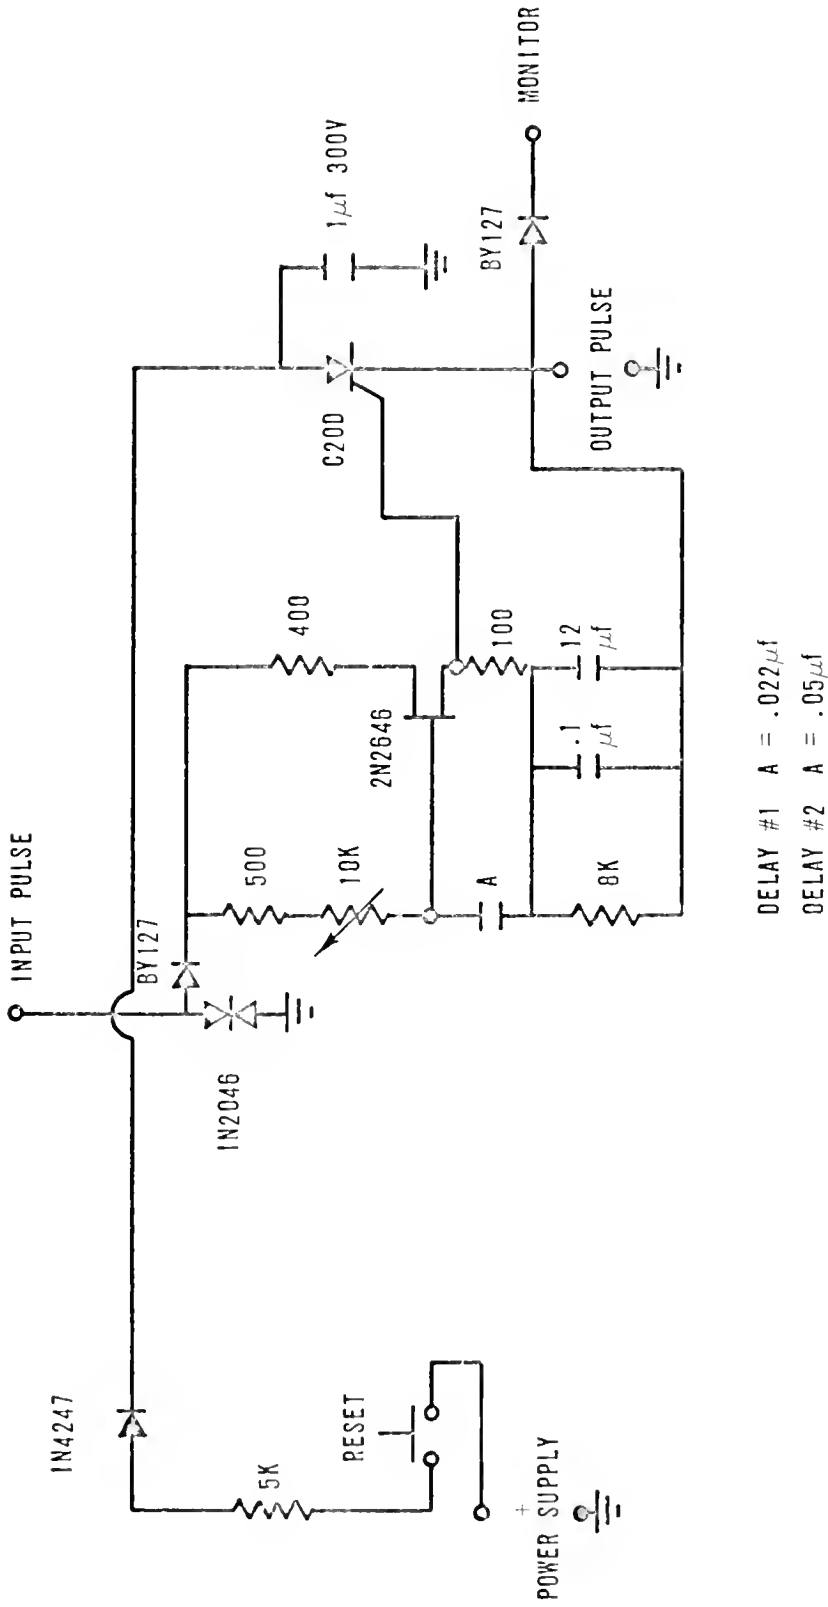 INPUT PULSE
MONITOR
1µf 300V
BY127
BY127
1N4247
1N2046
C20D
400
500
10K
2N2646
5K
RESET
A
100
.1
µf
12
µf
8K
OUTPUT PULSE
+
POWER SUPPLY
DELAY #1 A = .022µf
DELAY #2 A = .05µf